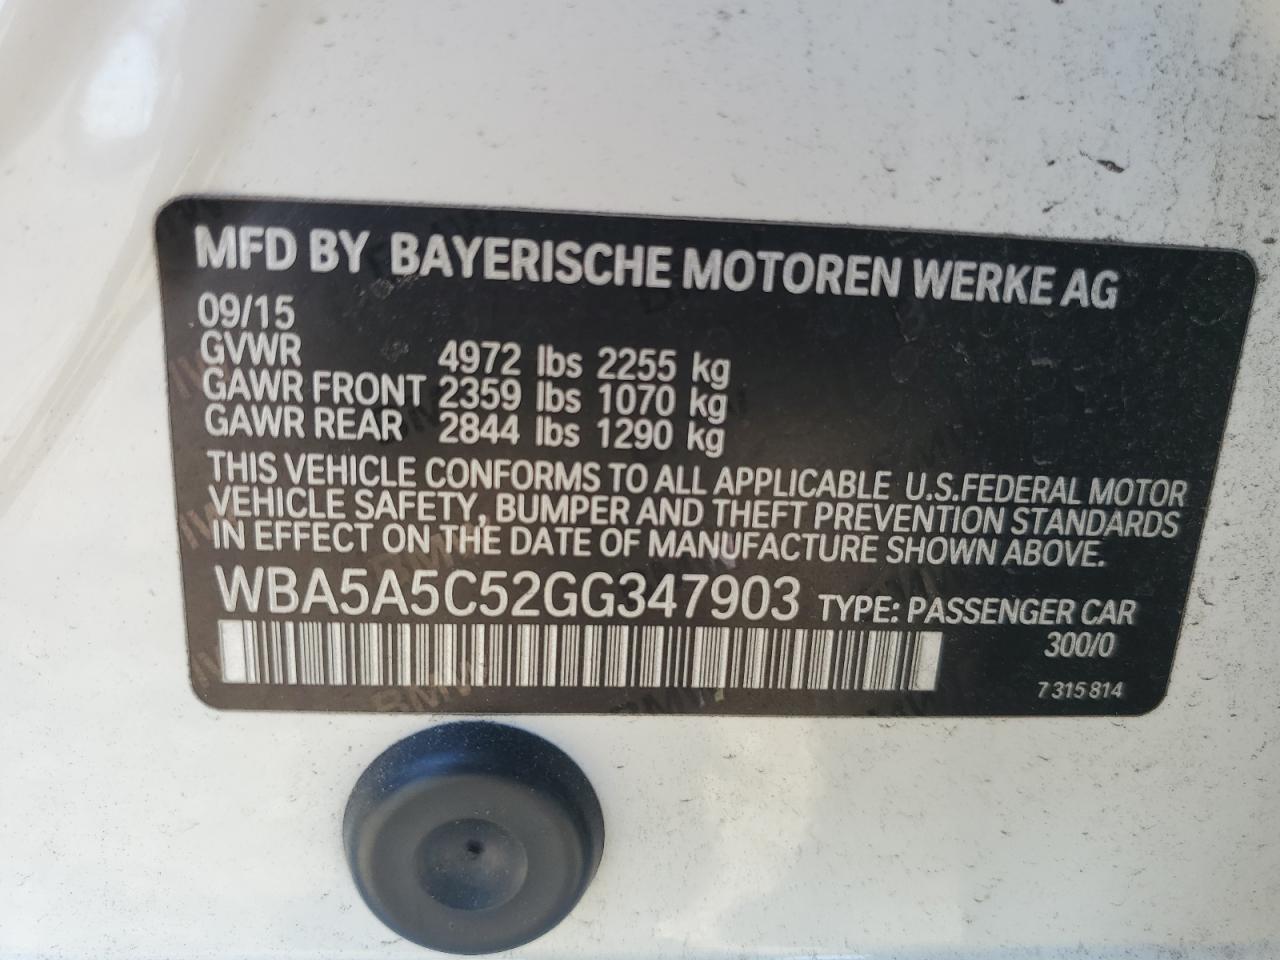 MFD BY BAYERISCHE MOTOREN WERKE AG
09/15
GVWR 4972 lbs 2255 kg
GAWR FRONT 2359 lbs 1070 kg
GAWR REAR 2844 lbs 1290 kg
THIS VEHICLE CONFORMS TO ALL APPLICABLE U.S.FEDERAL MOTOR
VEHICLE SAFETY, BUMPER AND THEFT PREVENTION STANDARDS
IN EFFECT ON THE DATE OF MANUFACTURE SHOWN ABOVE.
WBA5A5C52GG347903 TYPE: PASSENGER CAR
300/0
7 315 814